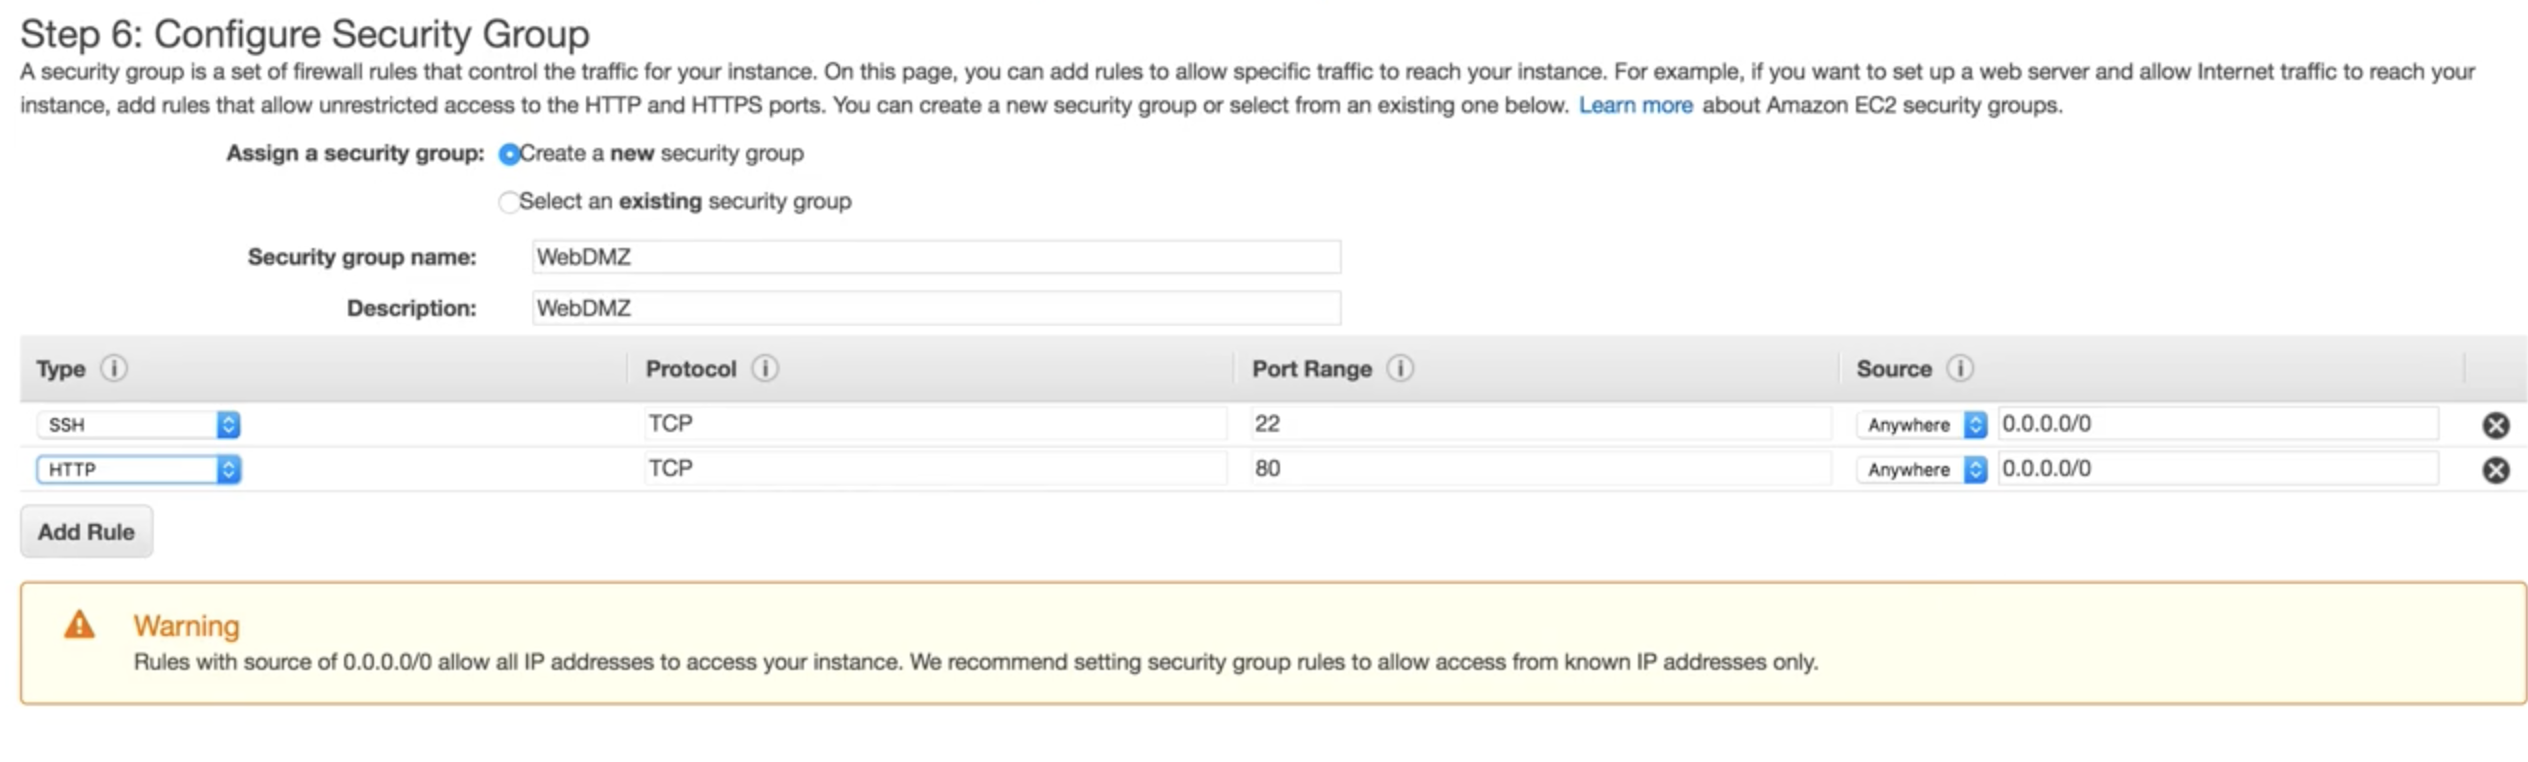 Step 6: Configure Security Group
A security group is a set of firewall rules that control the traffic for your instance. On this page, you can add rules to allow specific traffic to reach your instance. For example, if you want to set up a web server and allow Internet traffic to reach your
instance, add rules that allow unrestricted access to the HTTP and HTTPS ports. You can create a new security group or select from an existing one below. Learn more about Amazon EC2 security groups.
Assign a security group: Create a new security group
Select an existing security group
Security group name: WebDMZ
Description: WebDMZ
Type Protocol Port Range Source
SSH TCP 22 Anywhere 0.0.0.0/0
HTTP TCP 80 Anywhere 0.0.0.0/0
Add Rule
Warning
Rules with source of 0.0.0.0/0 allow all IP addresses to access your instance. We recommend setting security group rules to allow access from known IP addresses only.